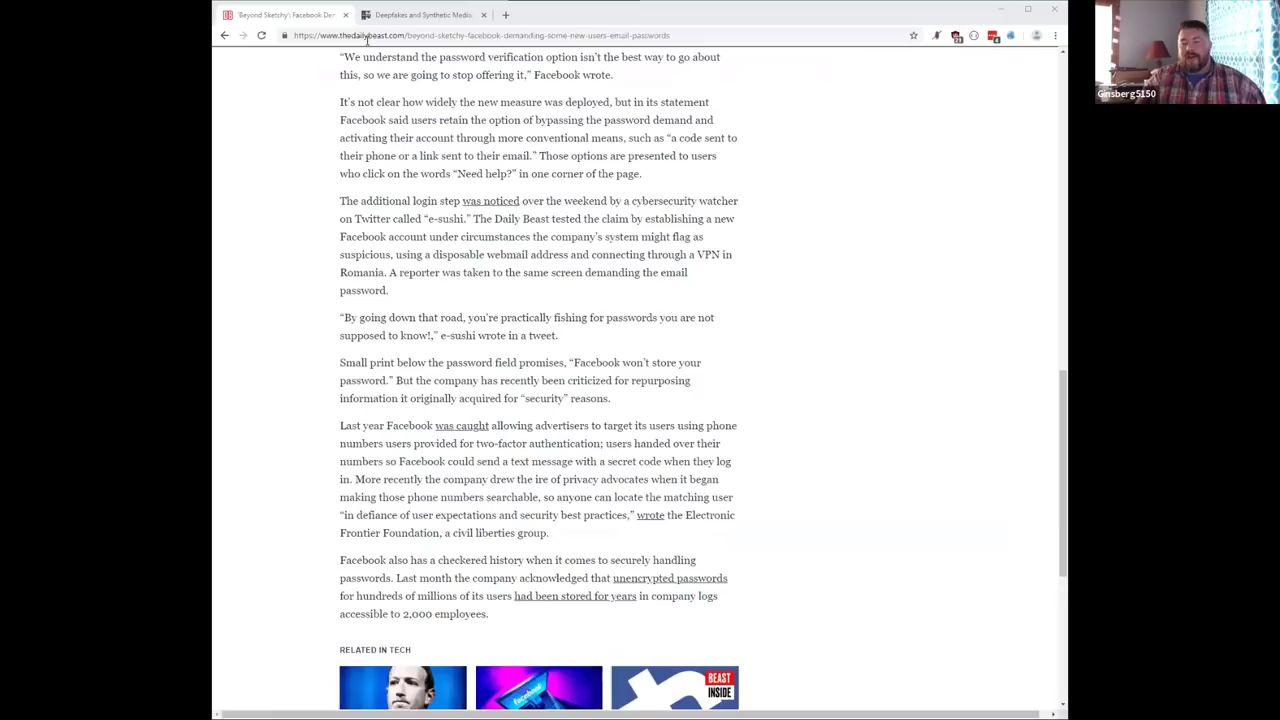 'Beyond Sketchy': Facebook Der
Deepfakes and Synthetic Media
https://www.thedailybeast.com/beyond-sketchy-facebook-demanding-some-new-users-email-passwords
Ginsberg5150
“We understand the password verification option isn’t the best way to go about
this, so we are going to stop offering it,” Facebook wrote.
It’s not clear how widely the new measure was deployed, but in its statement
Facebook said users retain the option of bypassing the password demand and
activating their account through more conventional means, such as “a code sent to
their phone or a link sent to their email.” Those options are presented to users
who click on the words “Need help?” in one corner of the page.
The additional login step was noticed over the weekend by a cybersecurity watcher
on Twitter called “e-sushi.” The Daily Beast tested the claim by establishing a new
Facebook account under circumstances the company’s system might flag as
suspicious, using a disposable webmail address and connecting through a VPN in
Romania. A reporter was taken to the same screen demanding the email
password.
“By going down that road, you’re practically fishing for passwords you are not
supposed to know!,” e-sushi wrote in a tweet.
Small print below the password field promises, “Facebook won’t store your
password.” But the company has recently been criticized for repurposing
information it originally acquired for “security” reasons.
Last year Facebook was caught allowing advertisers to target its users using phone
numbers users provided for two-factor authentication; users handed over their
numbers so Facebook could send a text message with a secret code when they log
in. More recently the company drew the ire of privacy advocates when it began
making those phone numbers searchable, so anyone can locate the matching user
“in defiance of user expectations and security best practices,” wrote the Electronic
Frontier Foundation, a civil liberties group.
Facebook also has a checkered history when it comes to securely handling
passwords. Last month the company acknowledged that unencrypted passwords
for hundreds of millions of its users had been stored for years in company logs
accessible to 2,000 employees.
RELATED IN TECH
Facebook
BEAST
INSIDE